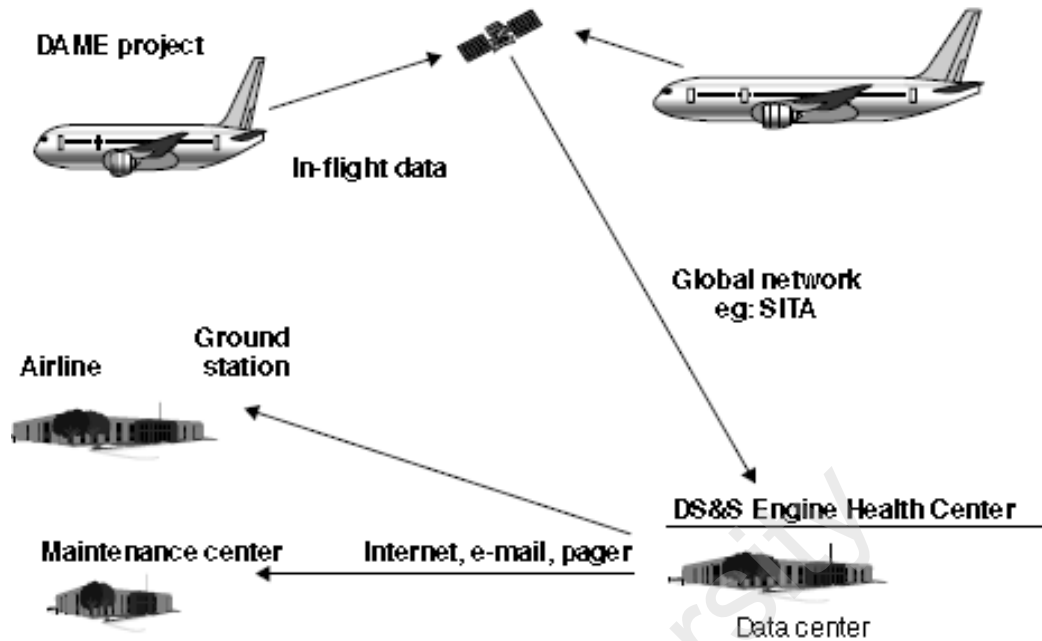 DAME project
In-flight data
Global network
eg: SITA
Ground
station
Airline
DS&S Engine Health Center
Maintenance center
Internet, e-mail, pager
Data center